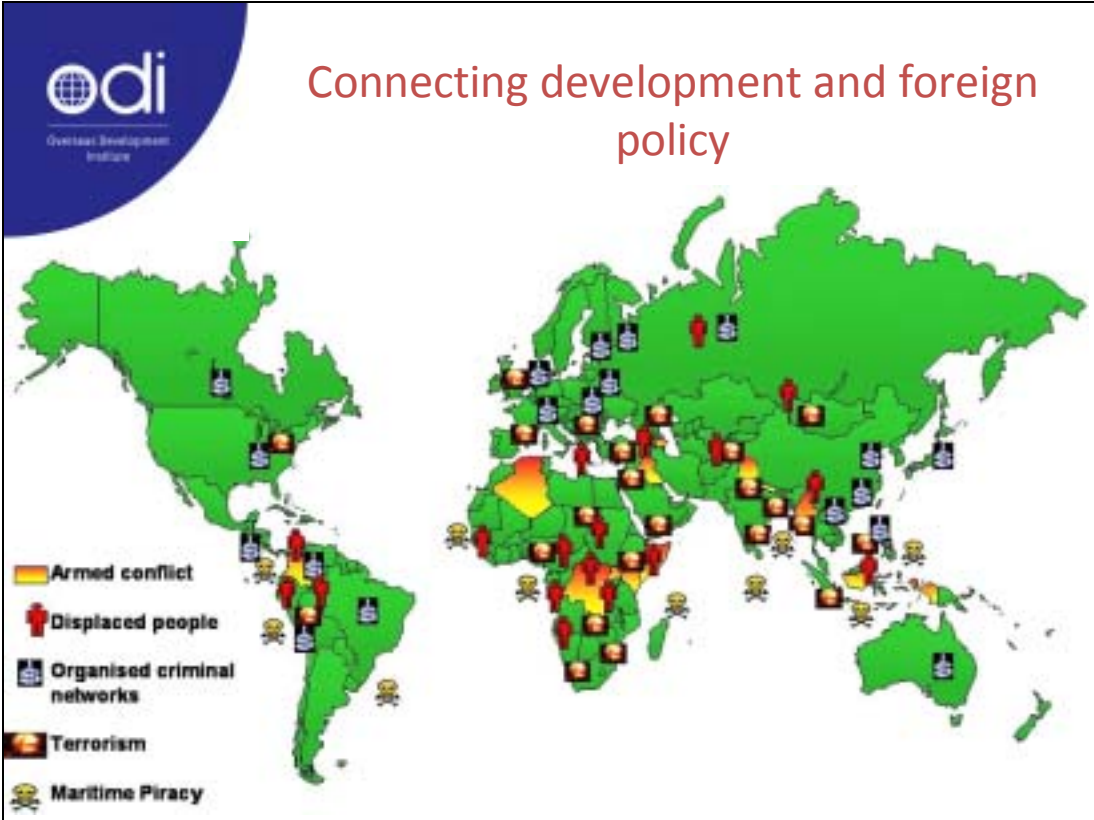 odi
Overseas Development
Institute
Connecting development and foreign
policy
Armed conflict
Displaced people
Organised criminal
networks
Terrorism
Maritime Piracy